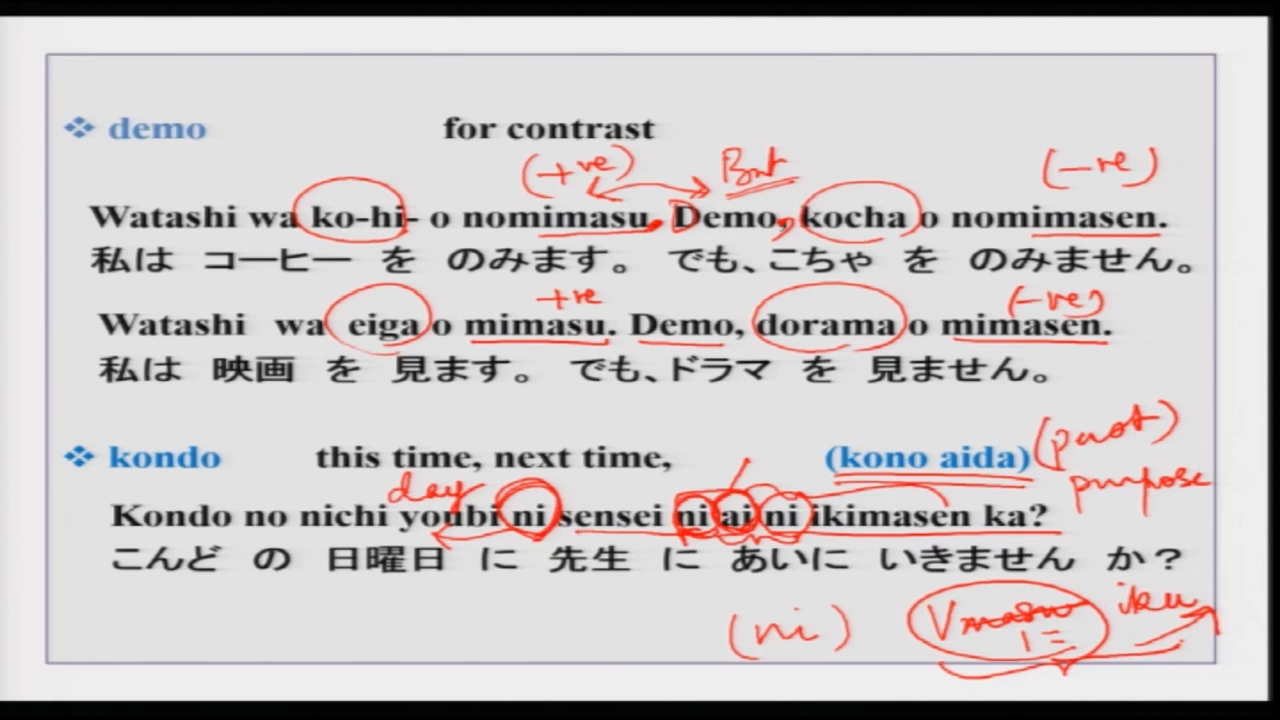 ❖ demo for contrast
(+ve) But (-ve)
Watashi wa ko-hi- o nomimasu. Demo, kocha o nomimasen.
私は コーヒー を のみます。 でも、こちゃ を のみません。
+ve (-ve)
Watashi wa eiga o mimasu. Demo, dorama o mimasen.
私は 映画 を 見ます。 でも、ドラマ を 見ません。
❖ kondo this time, next time, (kono aida) (past)
day purpose
Kondo no nichi youbi ni sensei ni ai ni ikimasen ka?
こんど の 日曜日 に 先生 に あいに いきません か？
(ni) Vmasu iku
に